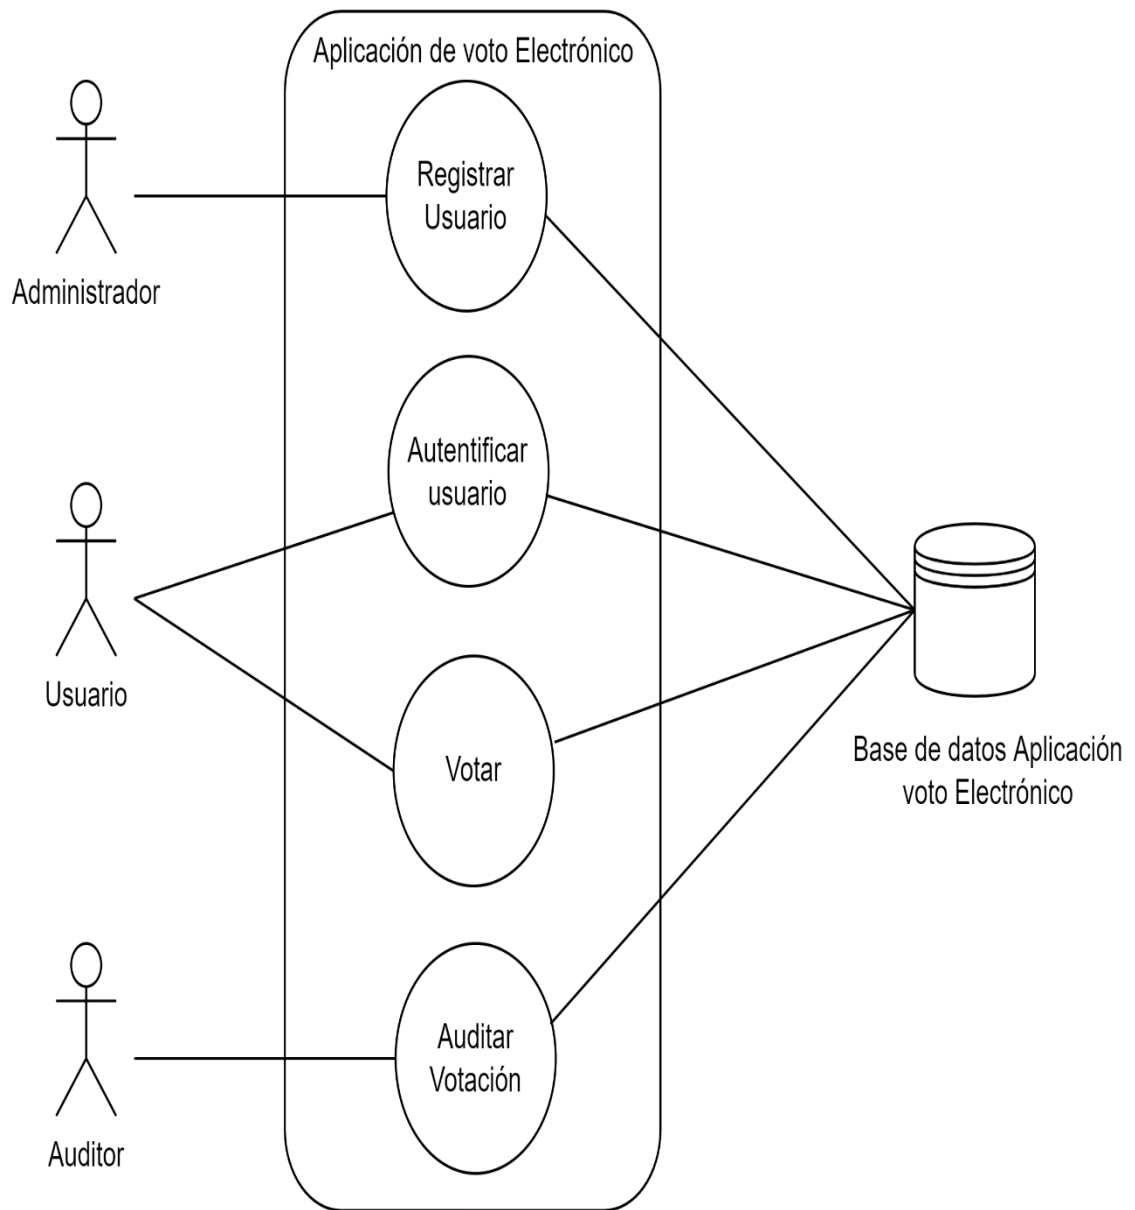 Aplicación de voto Electrónico
Registrar
Usuario
Administrador
Autentificar
usuario
Usuario
Votar
Base de datos Aplicación
voto Electrónico
Auditar
Votación
Auditor